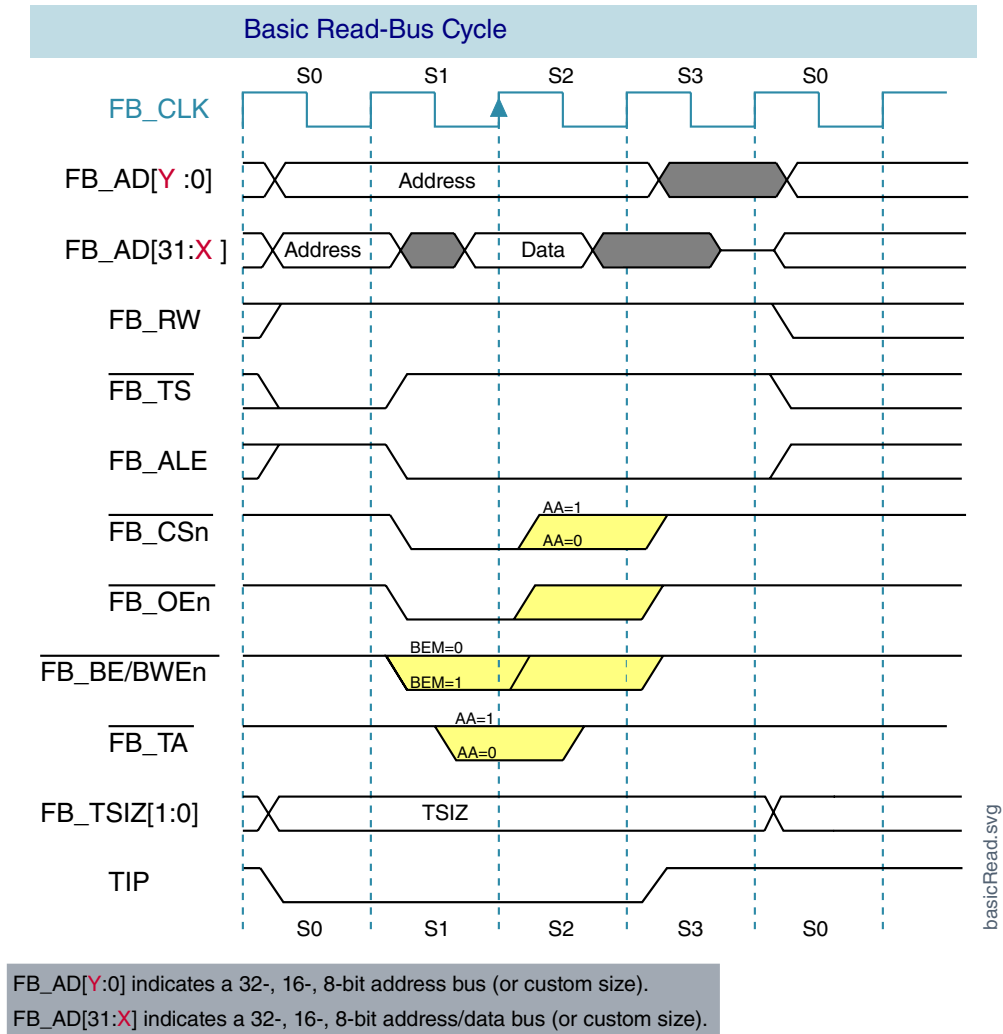 Basic Read-Bus Cycle
S0 S1 S2 S3 S0
FB_CLK
FB_AD[Y :0] Address
FB_AD[31:X ] Address Data
FB_RW
FB_TS
FB_ALE
FB_CSn AA=1
AA=0
FB_OEn
FB_BE/BWEn BEM=0
BEM=1
FB_TA AA=1
AA=0
FB_TSIZ[1:0] TSIZ
TIP
S0 S1 S2 S3 S0
basicRead.svg
FB_AD[Y:0] indicates a 32-, 16-, 8-bit address bus (or custom size).
FB_AD[31:X] indicates a 32-, 16-, 8-bit address/data bus (or custom size).